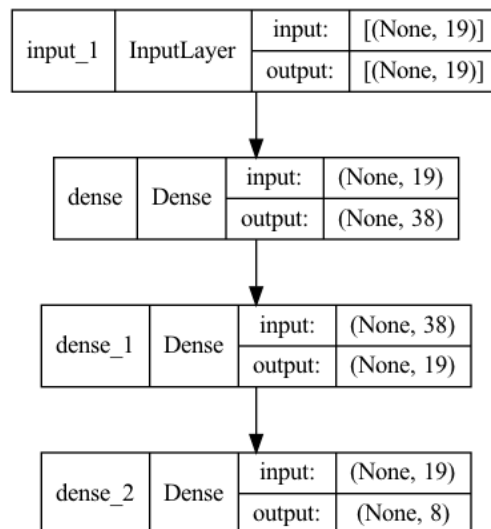 input_1 InputLayer input: [(None, 19)]
output: [(None, 19)]
dense Dense input: (None, 19)
output: (None, 38)
dense_1 Dense input: (None, 38)
output: (None, 19)
dense_2 Dense input: (None, 19)
output: (None, 8)